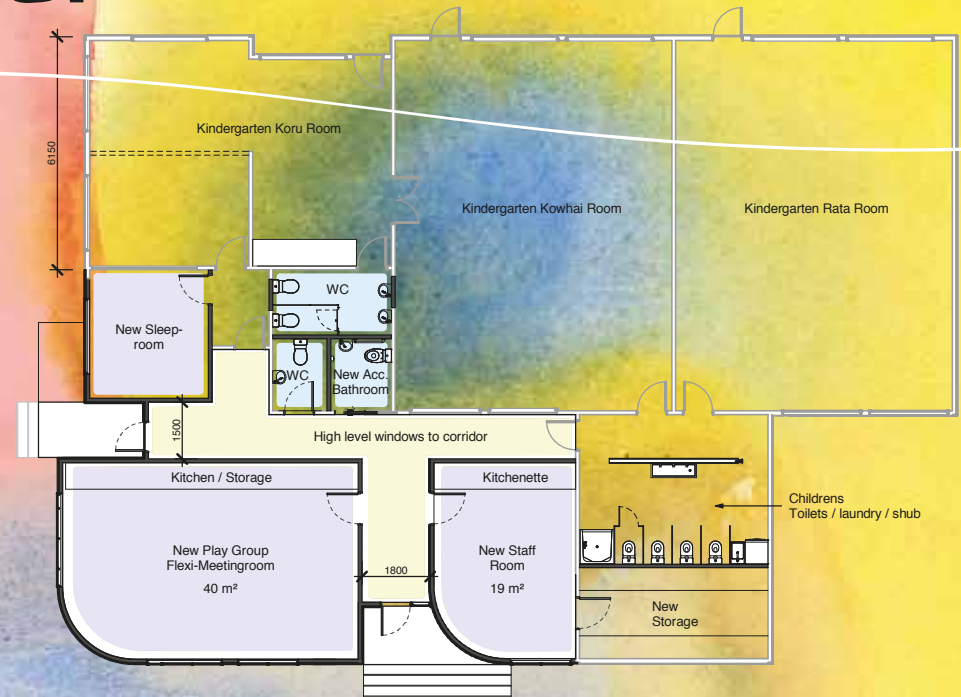 Kindergarten Koru Room
6150
Kindergarten Kowhai Room
Kindergarten Rata Room
WC
New Sleep-
room
WC
New Acc.
Bathroom
1500
High level windows to corridor
Kitchen / Storage
Kitchenette
Childrens
Toilets / laundry / shub
New Play Group
Flexi-Meetingroom
40 m²
1800
New Staff
Room
19 m²
New
Storage